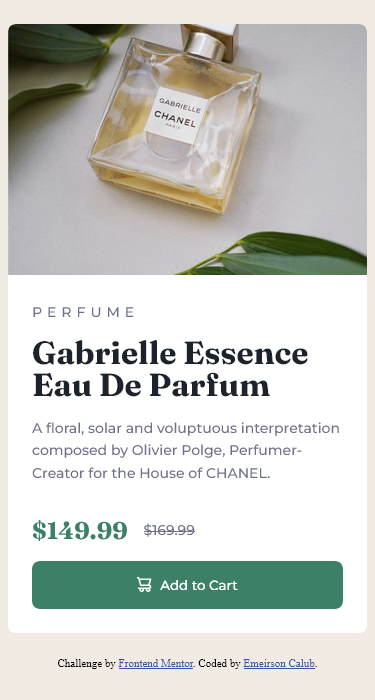 GABRIELLE
CHANEL
PARIS
PERFUME
Gabrielle Essence
Eau De Parfum
A floral, solar and voluptuous interpretation
composed by Olivier Polge, Perfumer-
Creator for the House of CHANEL.
$149.99 $169.99
Add to Cart
Challenge by Frontend Mentor. Coded by Emeirson Calub.